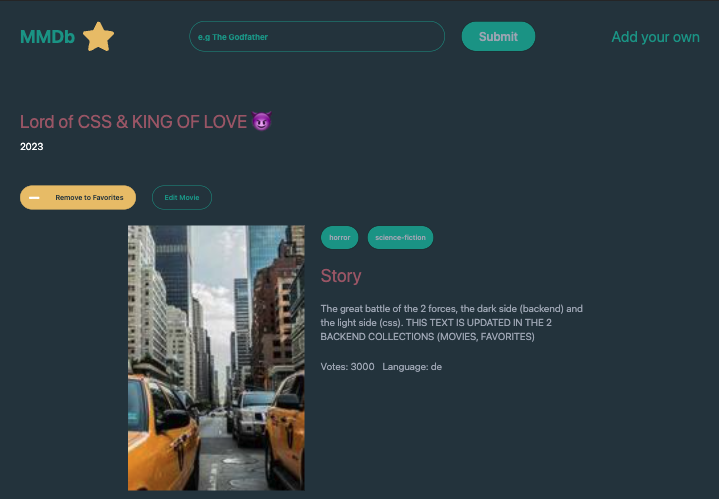 MMDb
e.g The Godfather
Submit
Add your own
Lord of CSS & KING OF LOVE 😈
2023
Remove to Favorites
Edit Movie
horror
science-fiction
Story
The great battle of the 2 forces, the dark side (backend) and
the light side (css). THIS TEXT IS UPDATED IN THE 2
BACKEND COLLECTIONS (MOVIES, FAVORITES)
Votes: 3000 Language: de